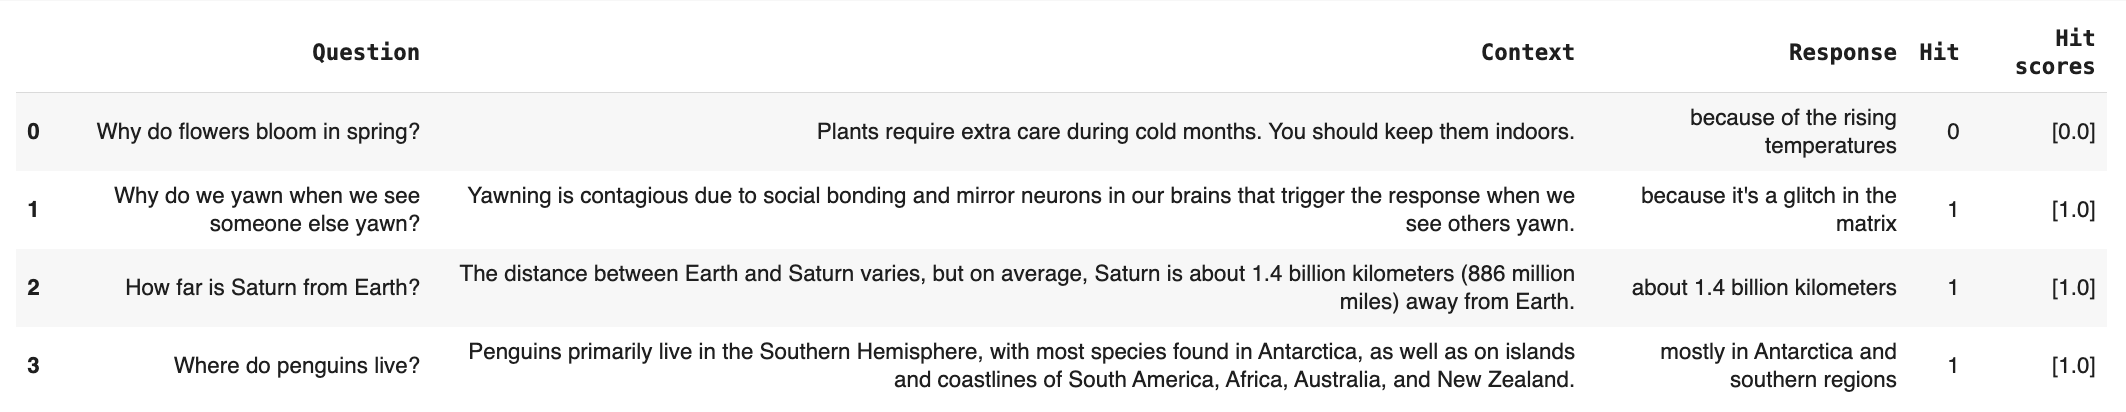 Question Context Response Hit Hit scores
0 Why do flowers bloom in spring? Plants require extra care during cold months. You should keep them indoors. because of the rising temperatures 0 [0.0]
1 Why do we yawn when we see someone else yawn? Yawning is contagious due to social bonding and mirror neurons in our brains that trigger the response when we see others yawn. because it's a glitch in the matrix 1 [1.0]
2 How far is Saturn from Earth? The distance between Earth and Saturn varies, but on average, Saturn is about 1.4 billion kilometers (886 million miles) away from Earth. about 1.4 billion kilometers 1 [1.0]
3 Where do penguins live? Penguins primarily live in the Southern Hemisphere, with most species found in Antarctica, as well as on islands and coastlines of South America, Africa, Australia, and New Zealand. mostly in Antarctica and southern regions 1 [1.0]